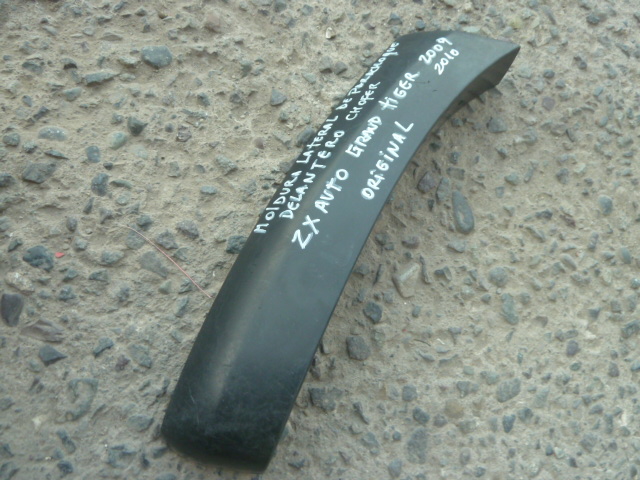 MOLDURA LATERAL DE PARACHOQUE
DELANTERO CHOFER
ZX AUTO GRAND TIGER 2009
2010
ORIGINAL